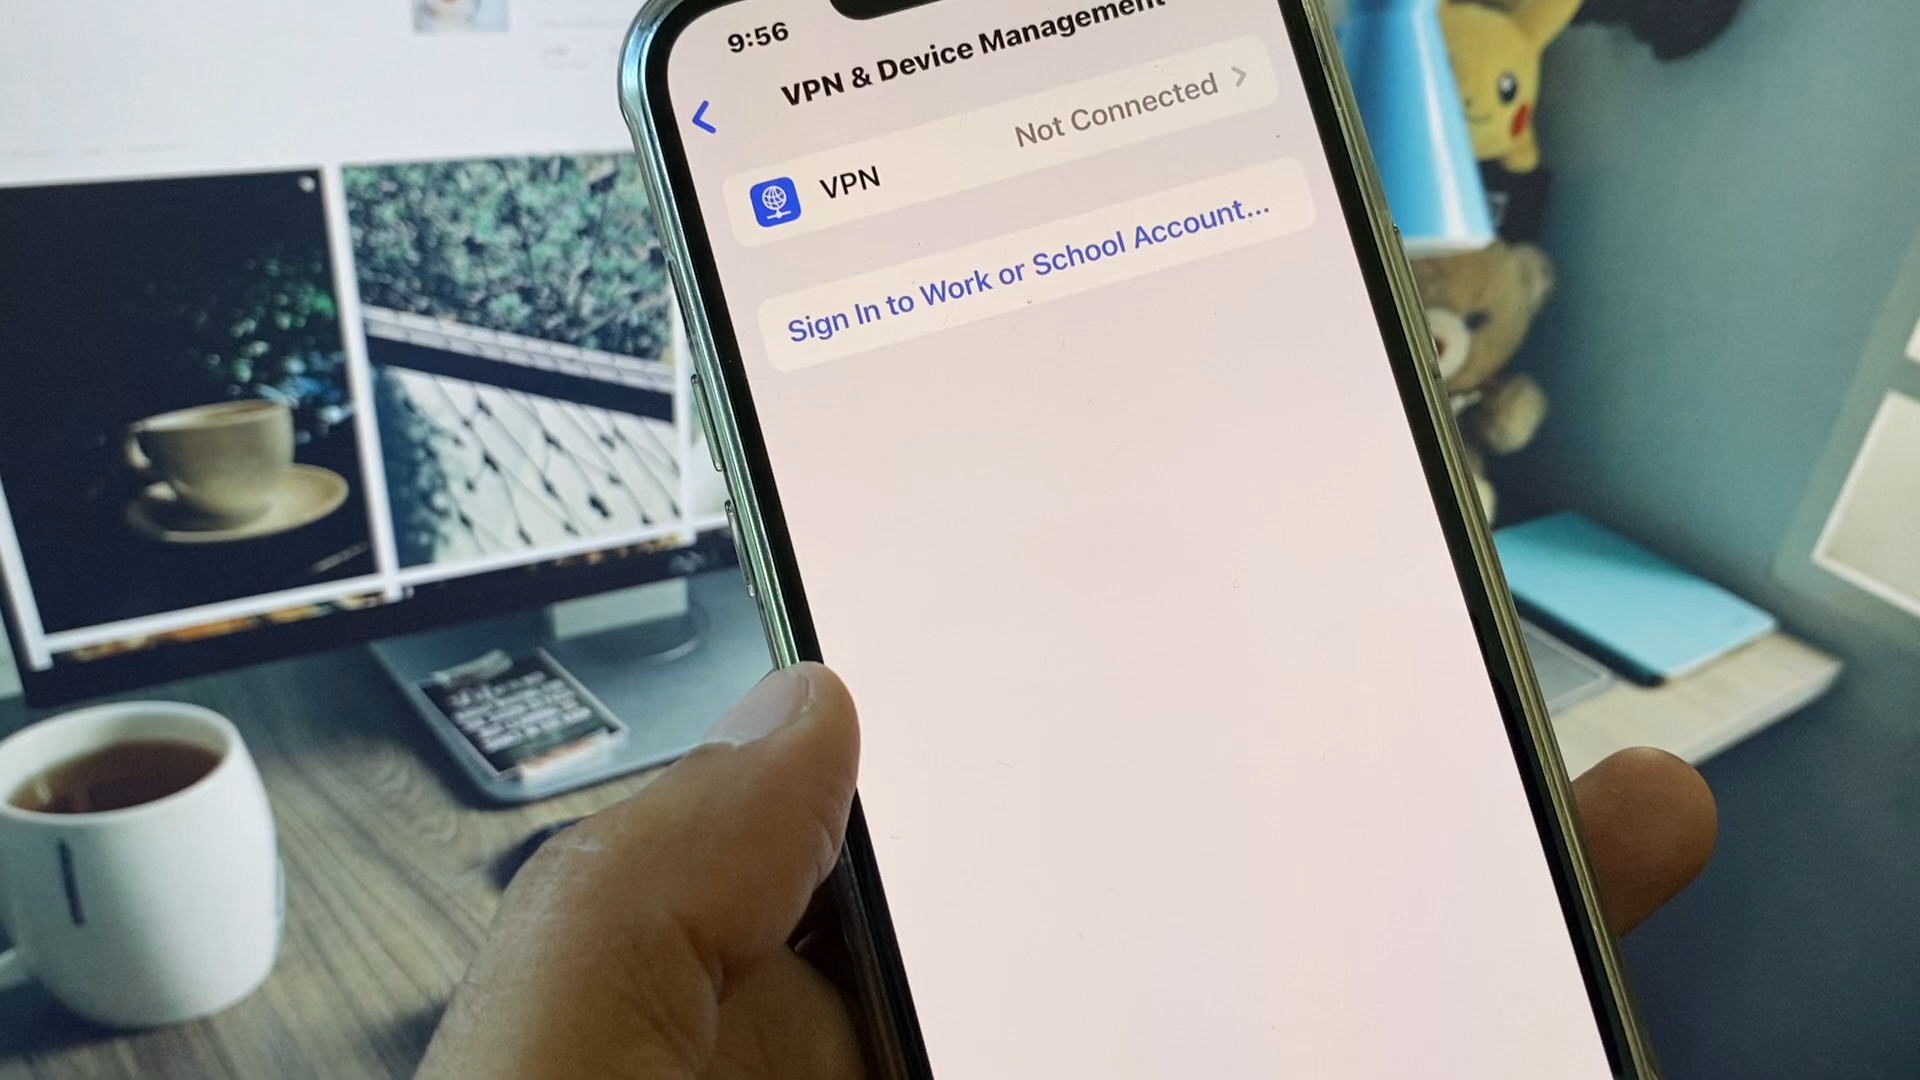 9:56
VPN & Device Management
VPN
Not Connected
Sign In to Work or School Account...